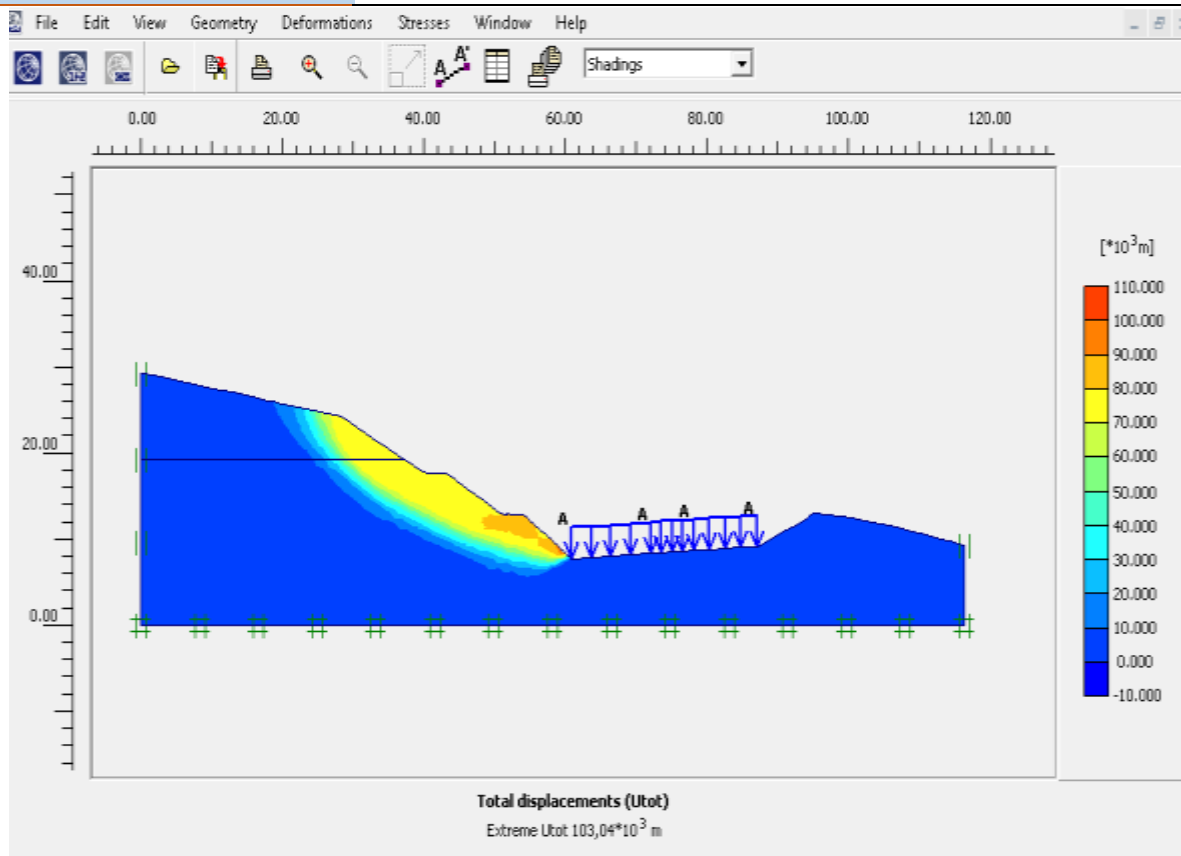 File Edit View Geometry Deformations Stresses Window Help
Shadings
0.00 20.00 40.00 60.00 80.00 100.00 120.00
[*10³m]
40.00
20.00
0.00
110.000
100.000
90.000
80.000
70.000
60.000
50.000
40.000
30.000
20.000
10.000
0.000
-10.000
A A A A
Total displacements (Utot)
Extreme Utot 103,04*10³ m